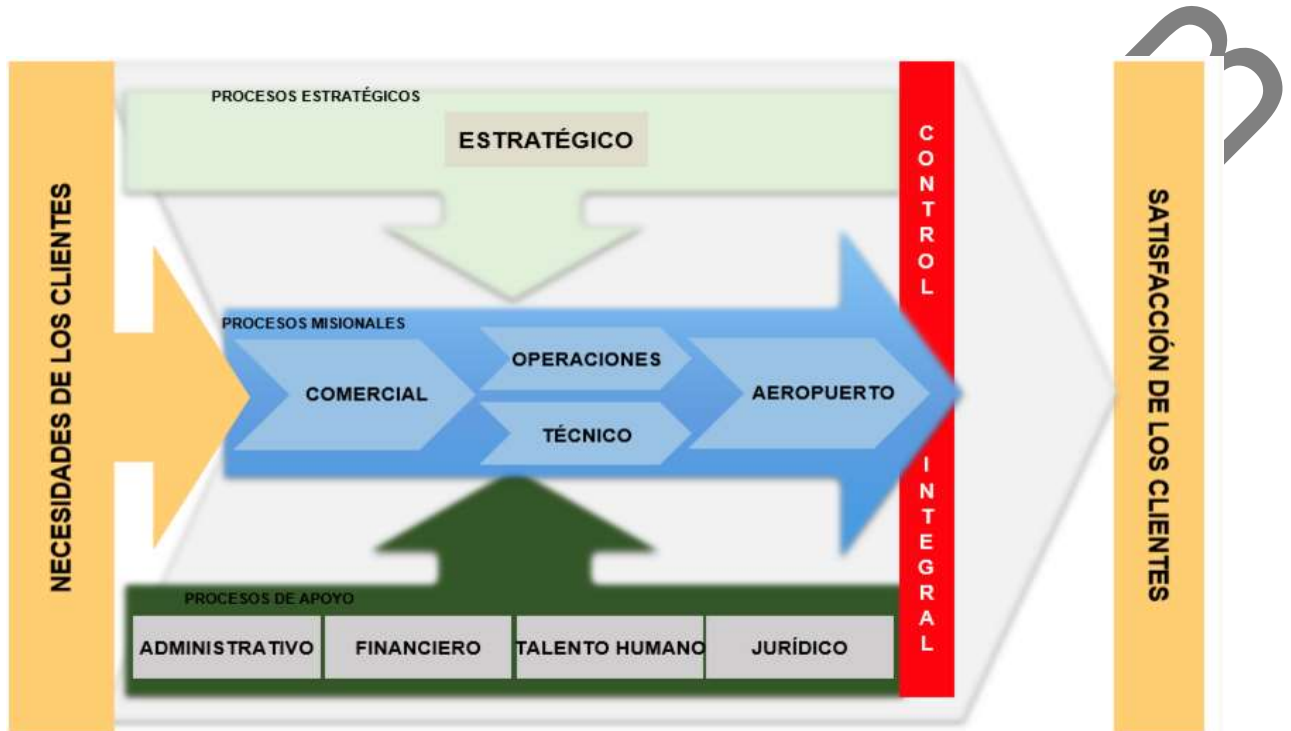 NECESIDADES DE LOS CLIENTES
PROCESOS ESTRATÉGICOS
ESTRATÉGICO
PROCESOS MISIONALES
COMERCIAL
OPERACIONES
TÉCNICO
AEROPUERTO
PROCESOS DE APOYO
ADMINISTRATIVO
FINANCIERO
TALENTO HUMANO
JURÍDICO
CONTROL INTEGRAL
SATISFACCIÓN DE LOS CLIENTES